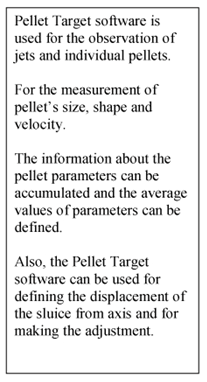 Pellet Target software is
used for the observation of
jets and individual pellets.
For the measurement of
pellet's size, shape and
velocity.
The information about the
pellet parameters can be
accumulated and the average
values of parameters can be
defined.
Also, the Pellet Target
software can be used for
defining the displacement of
the sluice from axis and for
making the adjustment.